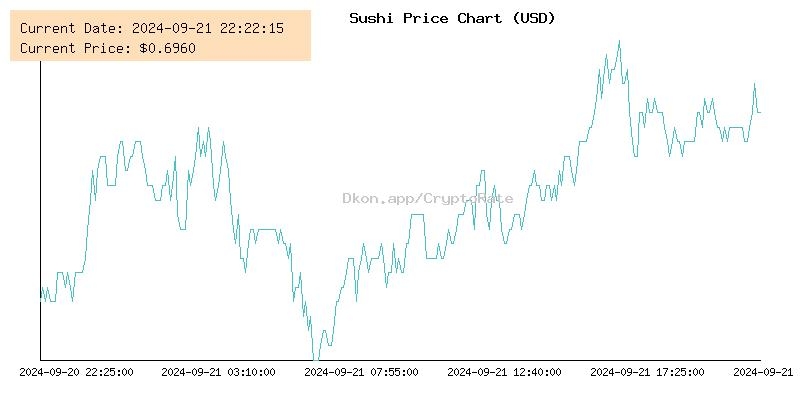 Sushi Price Chart (USD)
Current Date: 2024-09-21 22:22:15
Current Price: $0.6960
Dkon.app/CryptoRate
2024-09-20 22:25:00 2024-09-21 03:10:00 2024-09-21 07:55:00 2024-09-21 12:40:00 2024-09-21 17:25:00 2024-09-21